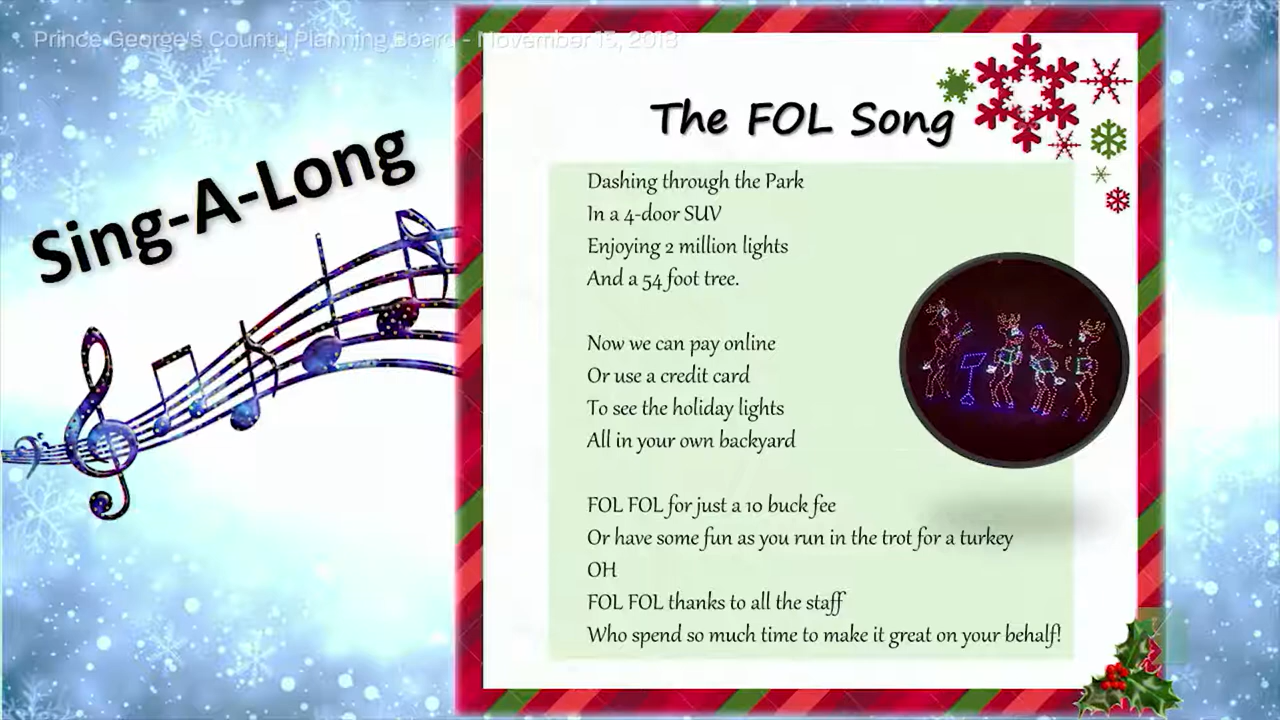 Prince George's County Planning Board - November 15, 2018
Sing-A-Long
The FOL Song
Dashing through the Park
In a 4-door SUV
Enjoying 2 million lights
And a 54 foot tree.
Now we can pay online
Or use a credit card
To see the holiday lights
All in your own backyard
FOL FOL for just a 10 buck fee
Or have some fun as you run in the trot for a turkey
OH
FOL FOL thanks to all the staff
Who spend so much time to make it great on your behalf!